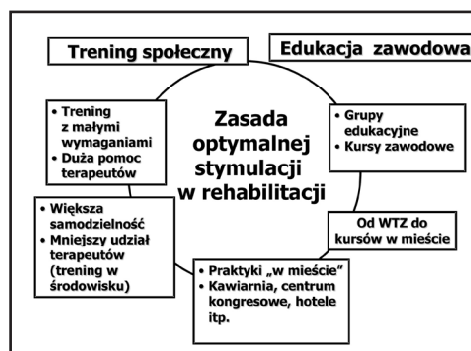 Trening społeczny
Edukacja zawodowa
Zasada
optymalnej
stymulacji
w rehabilitacji
• Trening
z małymi
wymaganiami
• Duża pomoc
terapeutów
• Grupy
edukacyjne
• Kursy zawodowe
• Większa
samodzielność
• Mniejszy udział
terapeutów
(trening w
środowisku)
Od WTZ do
kursów w mieście
• Praktyki „w mieście”
• Kawiarnia, centrum
kongresowe, hotele
itp.